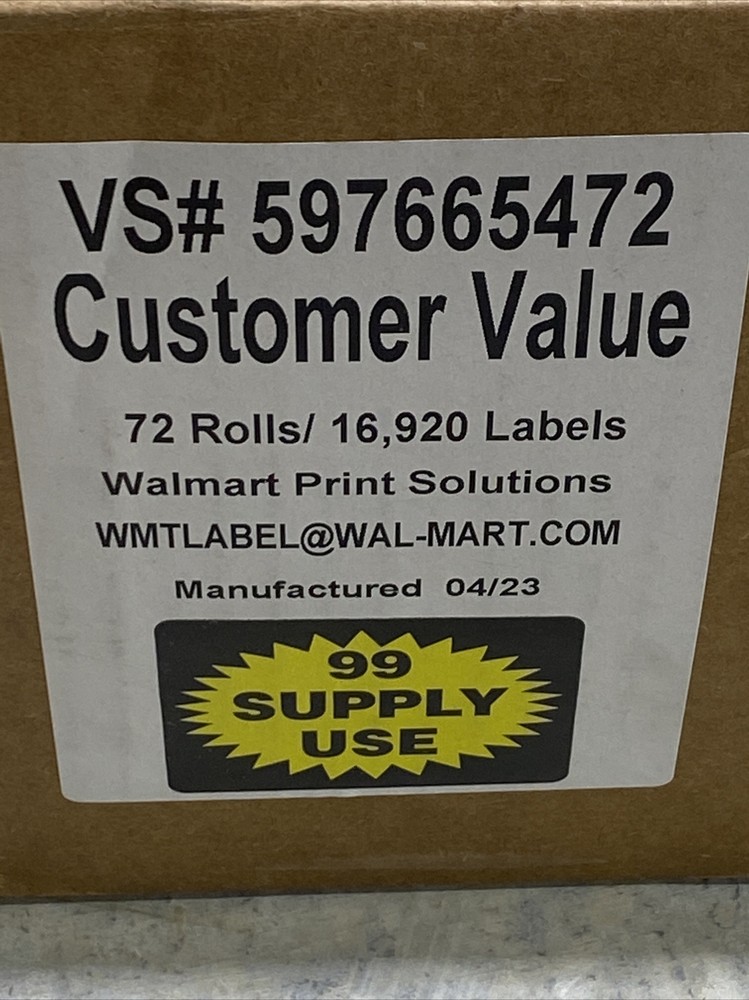 VS# 597665472
Customer Value
72 Rolls/ 16,920 Labels
Walmart Print Solutions
WMTLABEL@WAL-MART.COM
Manufactured 04/23
99
SUPPLY
USE